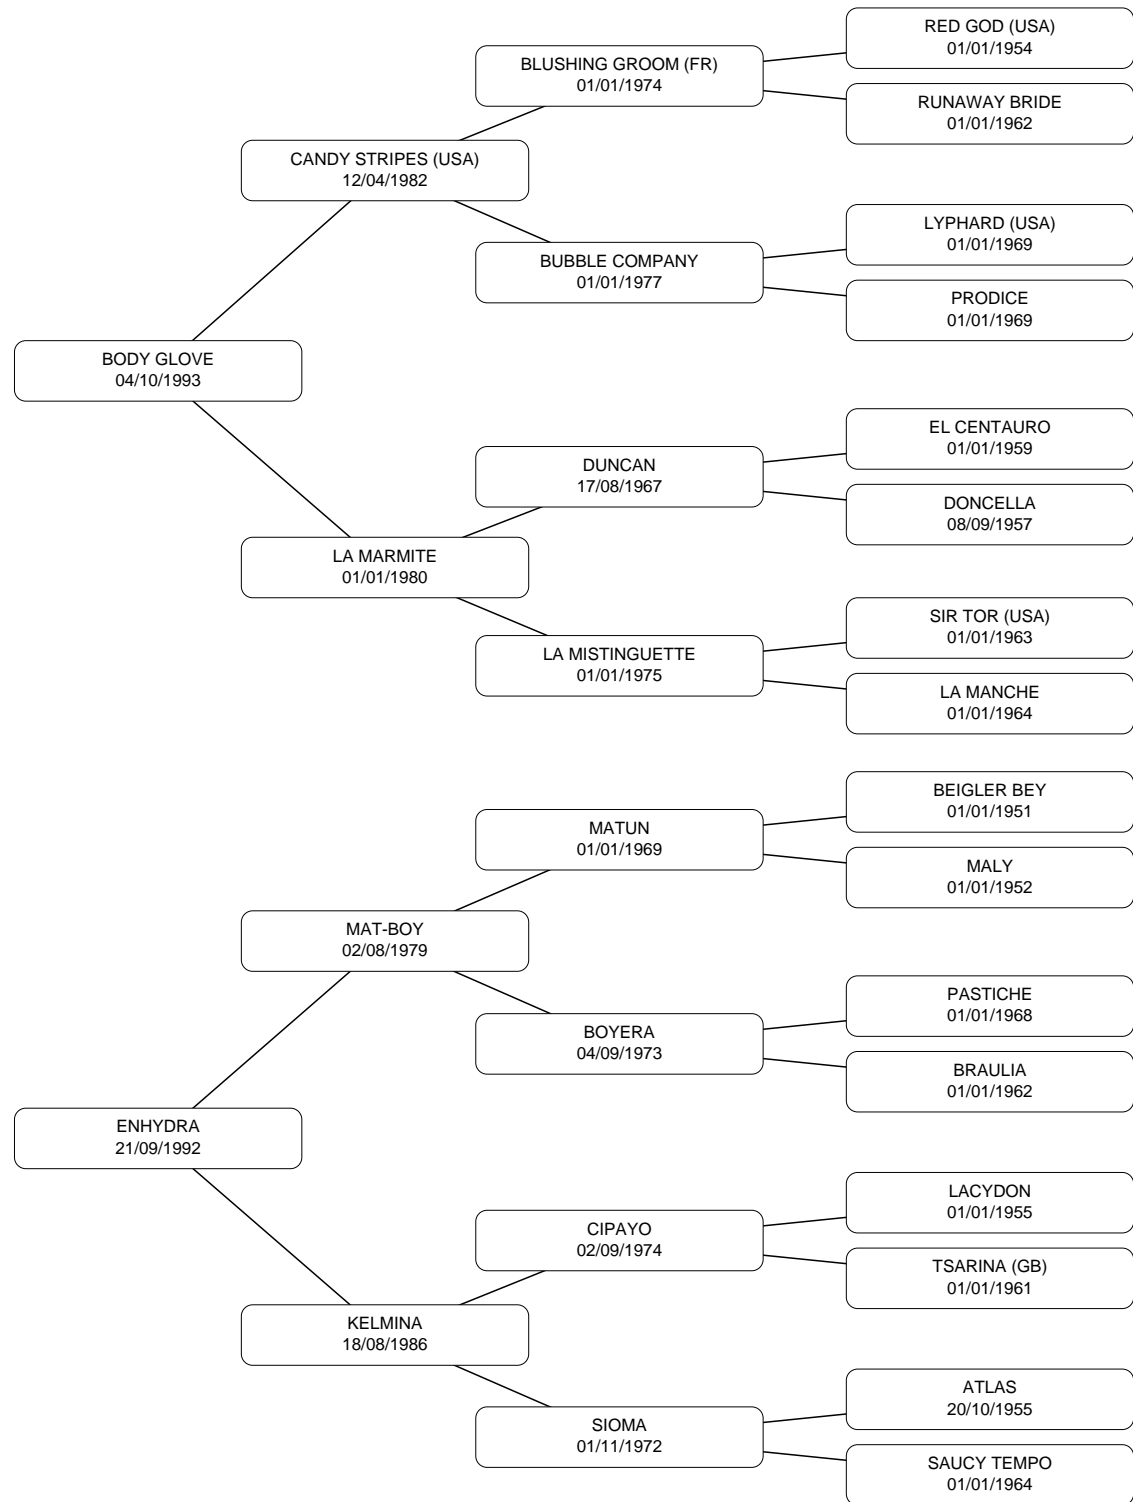 RED GOD (USA)
01/01/1954
BLUSHING GROOM (FR)
01/01/1974
RUNAWAY BRIDE
01/01/1962
CANDY STRIPES (USA)
12/04/1982
LYPHARD (USA)
01/01/1969
BUBBLE COMPANY
01/01/1977
PRODICE
01/01/1969
BODY GLOVE
04/10/1993
EL CENTAURO
01/01/1959
DUNCAN
17/08/1967
DONCELLA
08/09/1957
LA MARMITE
01/01/1980
SIR TOR (USA)
01/01/1963
LA MISTINGUETTE
01/01/1975
LA MANCHE
01/01/1964
BEIGLER BEY
01/01/1951
MATUN
01/01/1969
MALY
01/01/1952
MAT-BOY
02/08/1979
PASTICHE
01/01/1968
BOYERA
04/09/1973
BRAULIA
01/01/1962
ENHYDRA
21/09/1992
LACYDON
01/01/1955
CIPAYO
02/09/1974
TSARINA (GB)
01/01/1961
KELMINA
18/08/1986
ATLAS
20/10/1955
SIOMA
01/11/1972
SAUCY TEMPO
01/01/1964